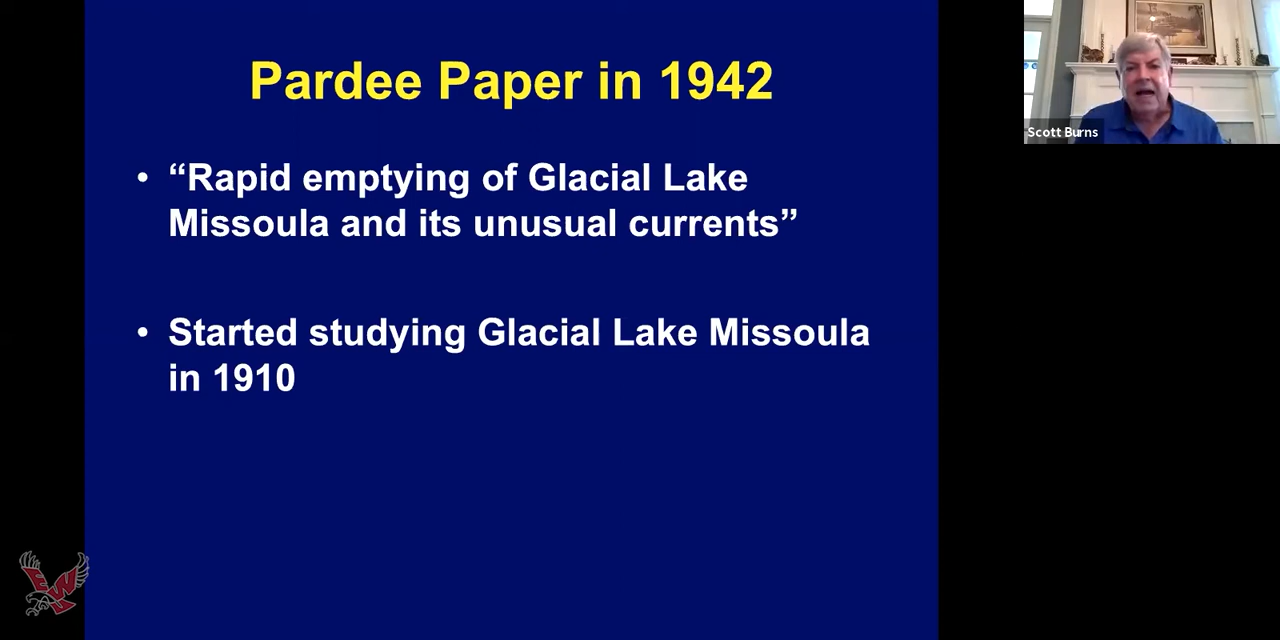 Pardee Paper in 1942
• “Rapid emptying of Glacial Lake
Missoula and its unusual currents”
• Started studying Glacial Lake Missoula
in 1910
Scott Burns
EW